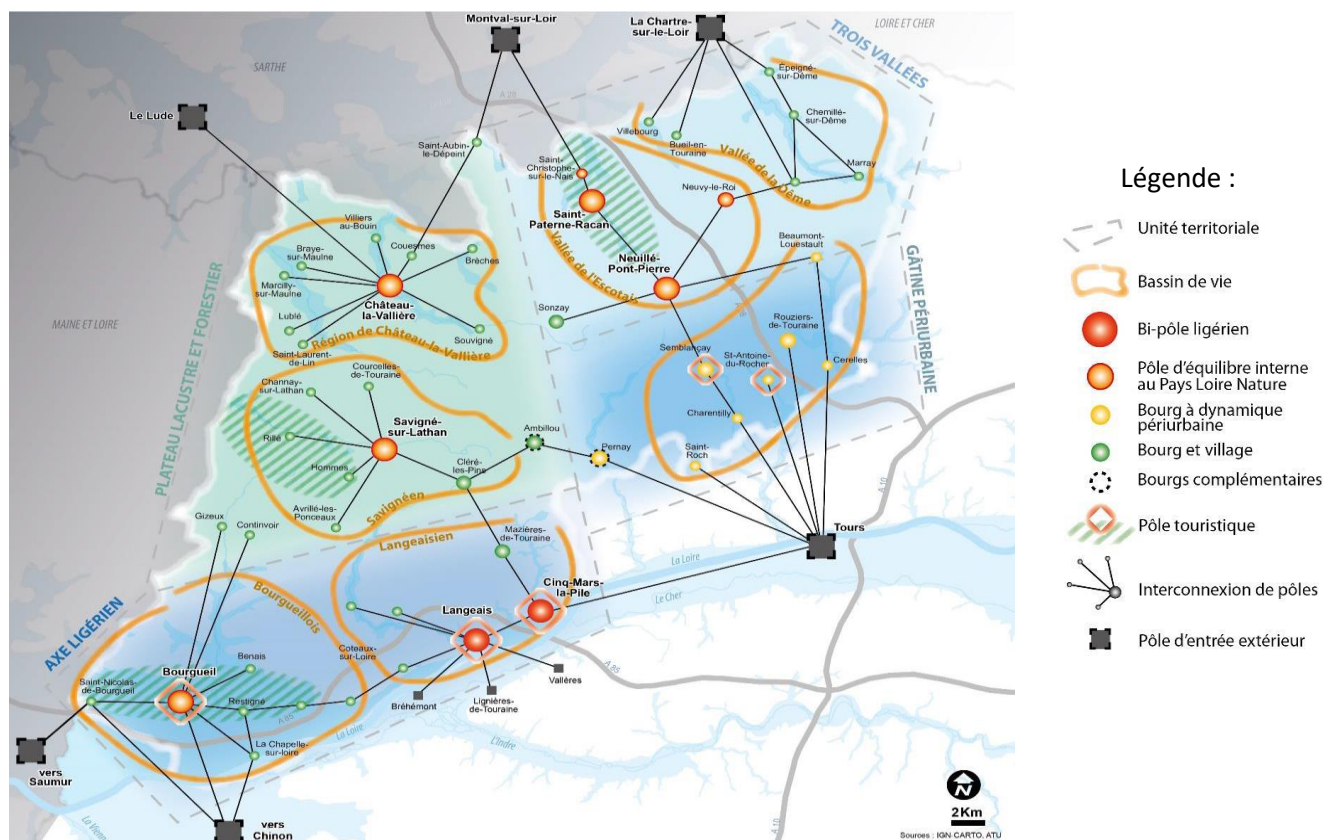 Montval-sur-Loir
La Chartre-
sur-le-Loir
LOIRE ET CHER
TROIS VALLÉES
SARTHE
Épeigné-
sur-Dême
A 28
Le Lude
Chemillé-
sur-Dême
Villebourg
Saint-Aubin-
le-Dépeint
Bueil-en-
Touraine
Vallée de la Dême
Marray
Saint-
Christophe-
sur-le-Nais
Neuvy-le-Roi
Saint-
Paterne-Racan
Villiers
au-Bouin
Couesmes
Beaumont-
Louestault
Braye-
sur-Maulne
Brèches
Vallée de l'Escotais
Neuillé-
Pont-Pierre
GÂTINE PÉRIURBAINE
Marcilly-
sur-Maulne
Château-
la-Vallière
Sonzay
Rouziers-
de-Touraine
MAINE ET LOIRE
Lublé
Région de Château-la-Vallière
Souvigné
Semblançay
St-Antoine-
du-Rocher
Cerelles
Saint-Laurent-
de-Lin
PLATEAU LACUSTRE ET FORESTIER
Courcelles-
de-Touraine
Channay-
sur-Lathan
Charentilly
Savigné-
sur-Lathan
Ambillou
Rillé
Pernay
Saint-
Roch
Hommes
Cléré-
les-Pins
A 10
Avrillé-les-
Ponceaux
Savignéen
Gizeux
Continvoir
Mazières-
de-Touraine
Tours
Langeaisien
La Loire
Cinq-Mars-
la-Pile
Le Cher
AXE LIGÉRIEN
Bourgueillois
Langeais
Benais
Coteaux-
sur-Loire
Bourgueil
Saint-Nicolas-
de-Bourgueil
Vallères
A 85
Restigné
Bréhémont
Lignières-
de-Touraine
A 85
La Loire
La Chapelle-
sur-loire
L'Indre
vers
Saumur
La Vienne
vers
Chinon
A 10
N
2Km
Sources : IGN-CARTO, ATU
Légende :
Unité territoriale
Bassin de vie
Bi-pôle ligérien
Pôle d'équilibre interne
au Pays Loire Nature
Bourg à dynamique
périurbaine
Bourg et village
Bourgs complémentaires
Pôle touristique
Interconnexion de pôles
Pôle d'entrée extérieur